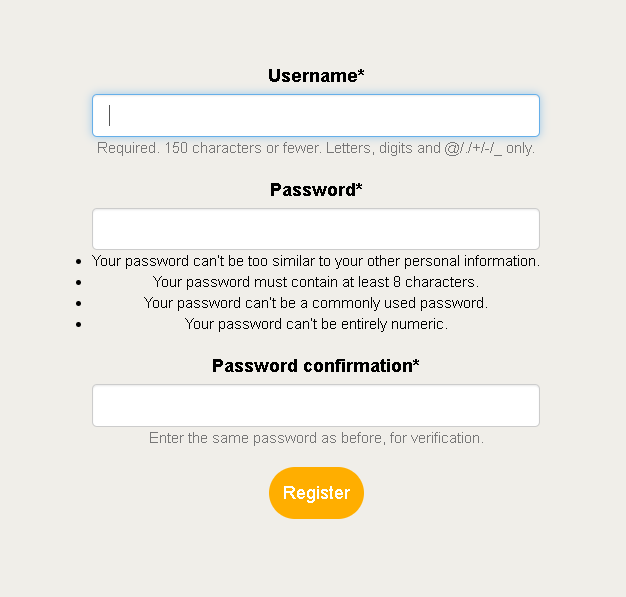 Username*
Required. 150 characters or fewer. Letters, digits and @/./+/-/_ only.
Password*
Your password can't be too similar to your other personal information.
Your password must contain at least 8 characters.
Your password can't be a commonly used password.
Your password can't be entirely numeric.
Password confirmation*
Enter the same password as before, for verification.
Register